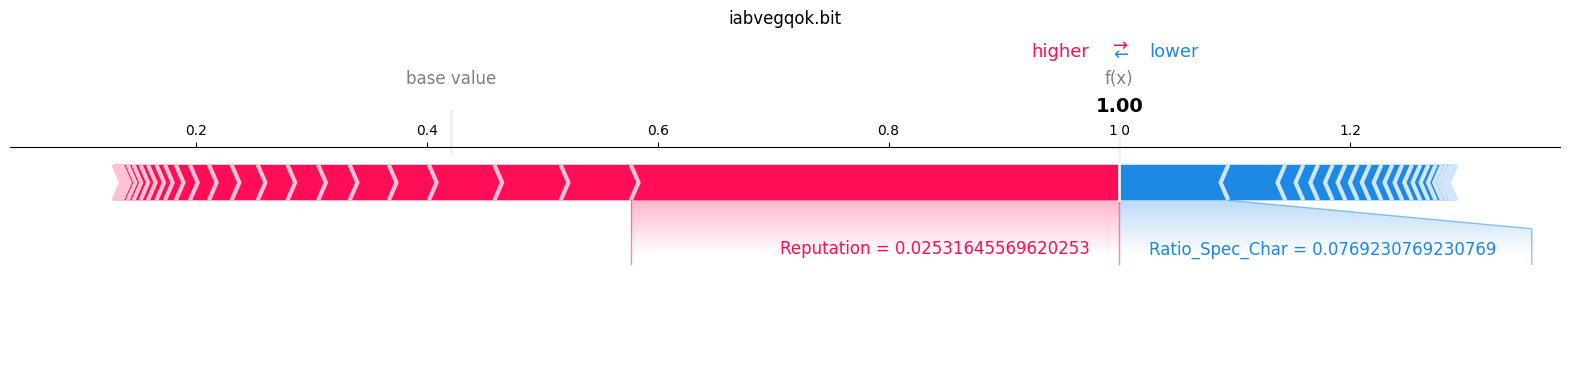 iabvegqok.bit
higher ⇄ lower
base value
f(x)
1.00
0.2 0.4 0.6 0.8 1.0 1.2
Reputation = 0.02531645569620253
Ratio_Spec_Char = 0.0769230769230769